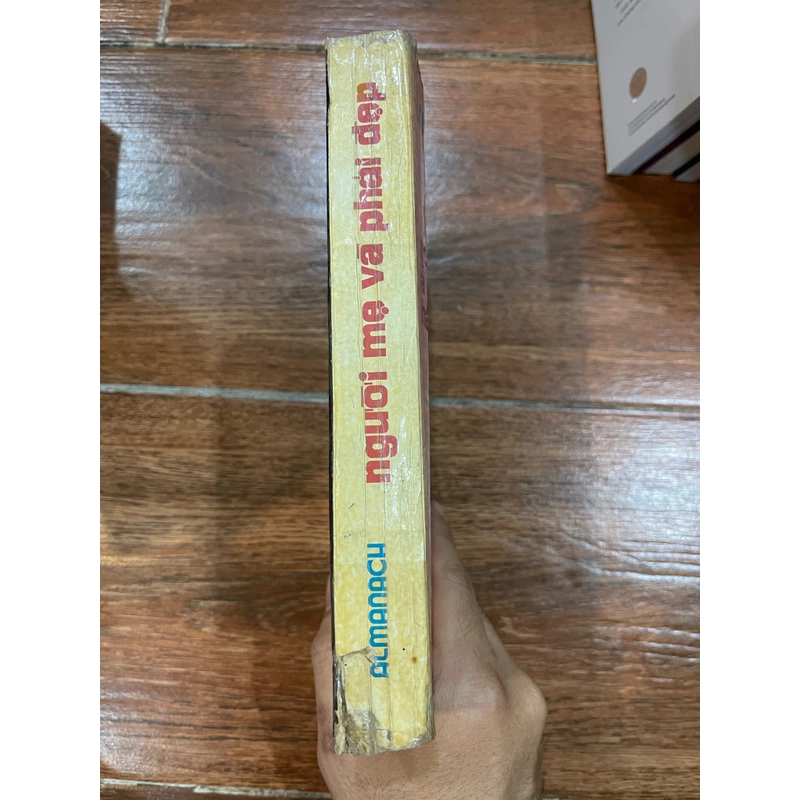 ALMANACH
người mẹ và phái đẹp